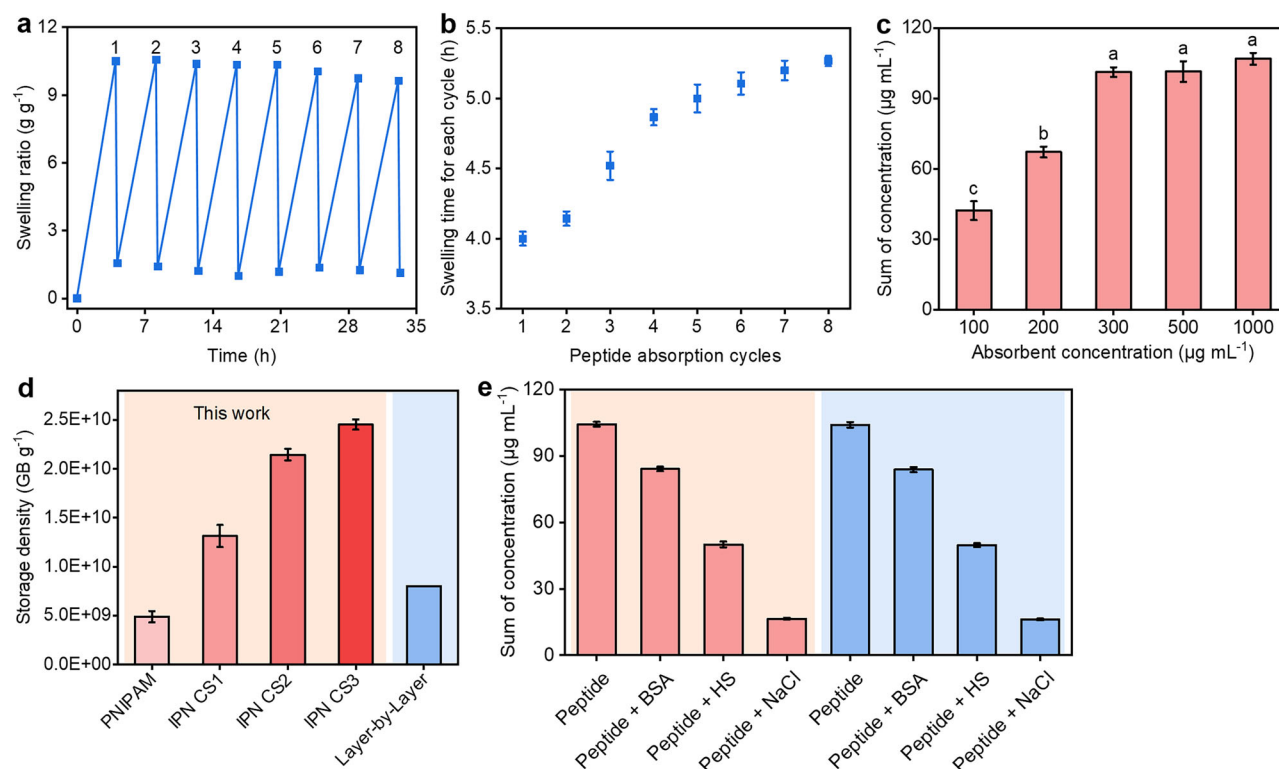 a
Swelling ratio (g g⁻¹)
12
9
6
3
0
1 2 3 4 5 6 7 8
0 7 14 21 28 35
Time (h)
b
Swelling time for each cycle (h)
5.5
5.0
4.5
4.0
3.5
1 2 3 4 5 6 7 8
Peptide absorption cycles
c
Sum of concentration (µg mL⁻¹)
120
90
60
30
0
c b a a a
100 200 300 500 1000
Absorbent concentration (µg mL⁻¹)
d
Storage density (GB g⁻¹)
This work
2.5E+10
2.0E+10
1.5E+10
1.0E+10
5.0E+09
0.0E+00
PNIPAM
IPN CS1
IPN CS2
IPN CS3
Layer-by-Layer
e
Sum of concentration (µg mL⁻¹)
120
90
60
30
0
Peptide
Peptide + BSA
Peptide + HS
Peptide + NaCl
Peptide
Peptide + BSA
Peptide + HS
Peptide + NaCl